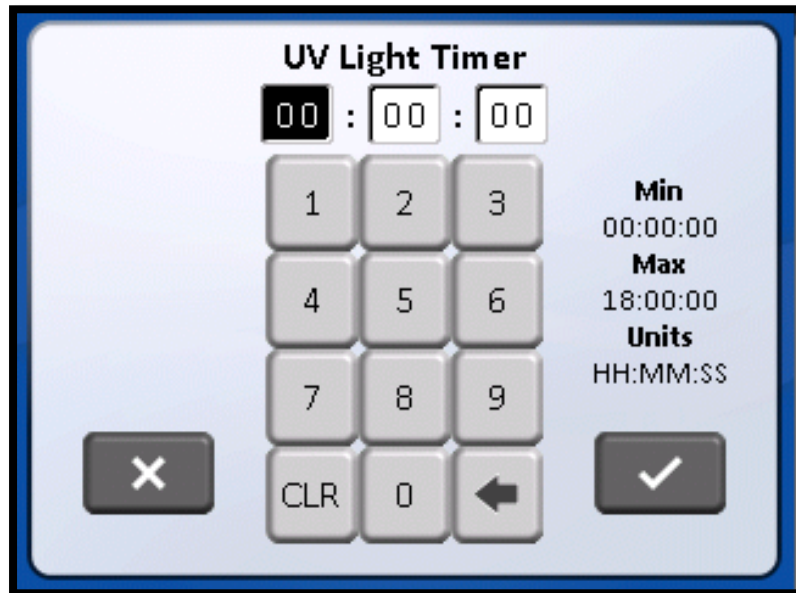 UV Light Timer
00 : 00 : 00
1 2 3
Min
00:00:00
Max
4 5 6
18:00:00
Units
HH:MM:SS
7 8 9
CLR 0